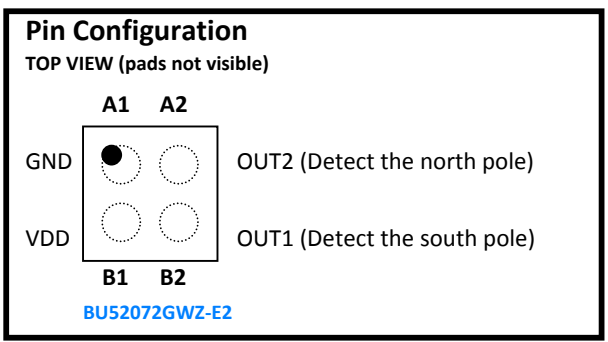 Pin Configuration
TOP VIEW (pads not visible)
A1 A2
GND OUT2 (Detect the north pole)
VDD OUT1 (Detect the south pole)
B1 B2
BU52072GWZ-E2